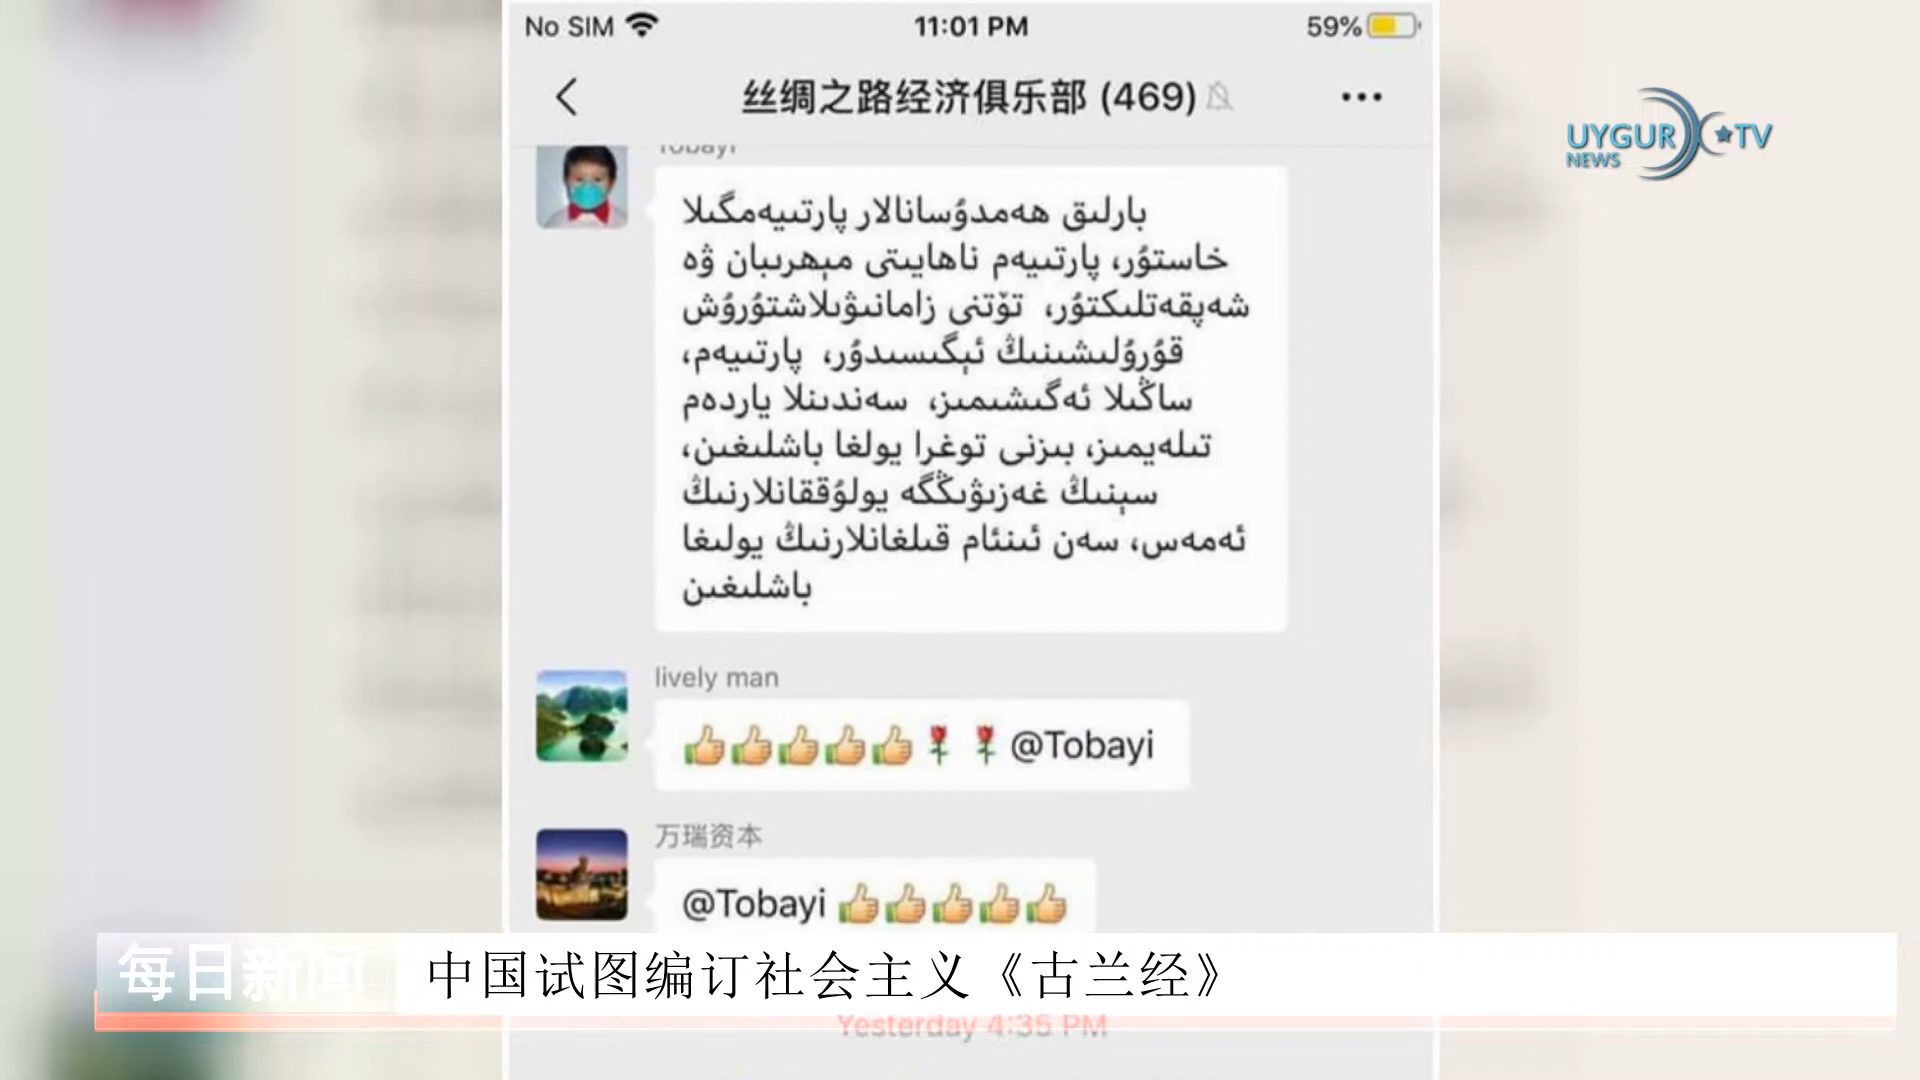 No SIM
11:01 PM
59%
丝绸之路经济俱乐部 (469)
UYGUR TV
NEWS
Tobayi
بارلىق ھەمدۇسانالار پارتىيەمگىلا
خاستۇر، پارتىيەم ناھايىتى مېھرىبان ۋە
شەپقەتلىكتۇر، تۆتنى زامانىۋىلاشتۇرۇش
قۇرۇلىشىنىڭ ئېگىسىدۇر، پارتىيەم،
ساڭىلا ئەگىشىمىز، سەندىنلا ياردەم
تىلەيمىز، بىزنى توغرا يولغا باشلىغىن،
سېنىڭ غەزىۋىڭگە يولۇققانلارنىڭ
ئەمەس، سەن ئىنئام قىلغانلارنىڭ يولىغا
باشلىغىن
lively man
👍👍👍👍👍🌹 🌹 @Tobayi
万瑞资本
@Tobayi 👍👍👍👍👍
每日新闻
中国试图编订社会主义《古兰经》
Yesterday 4:35 PM